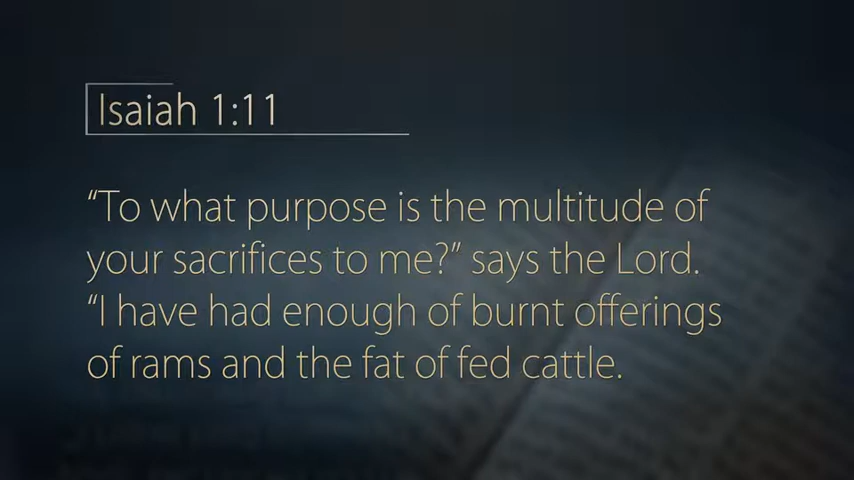 Isaiah 1:11
“To what purpose is the multitude of
your sacrifices to me?” says the Lord.
“I have had enough of burnt offerings
of rams and the fat of fed cattle.